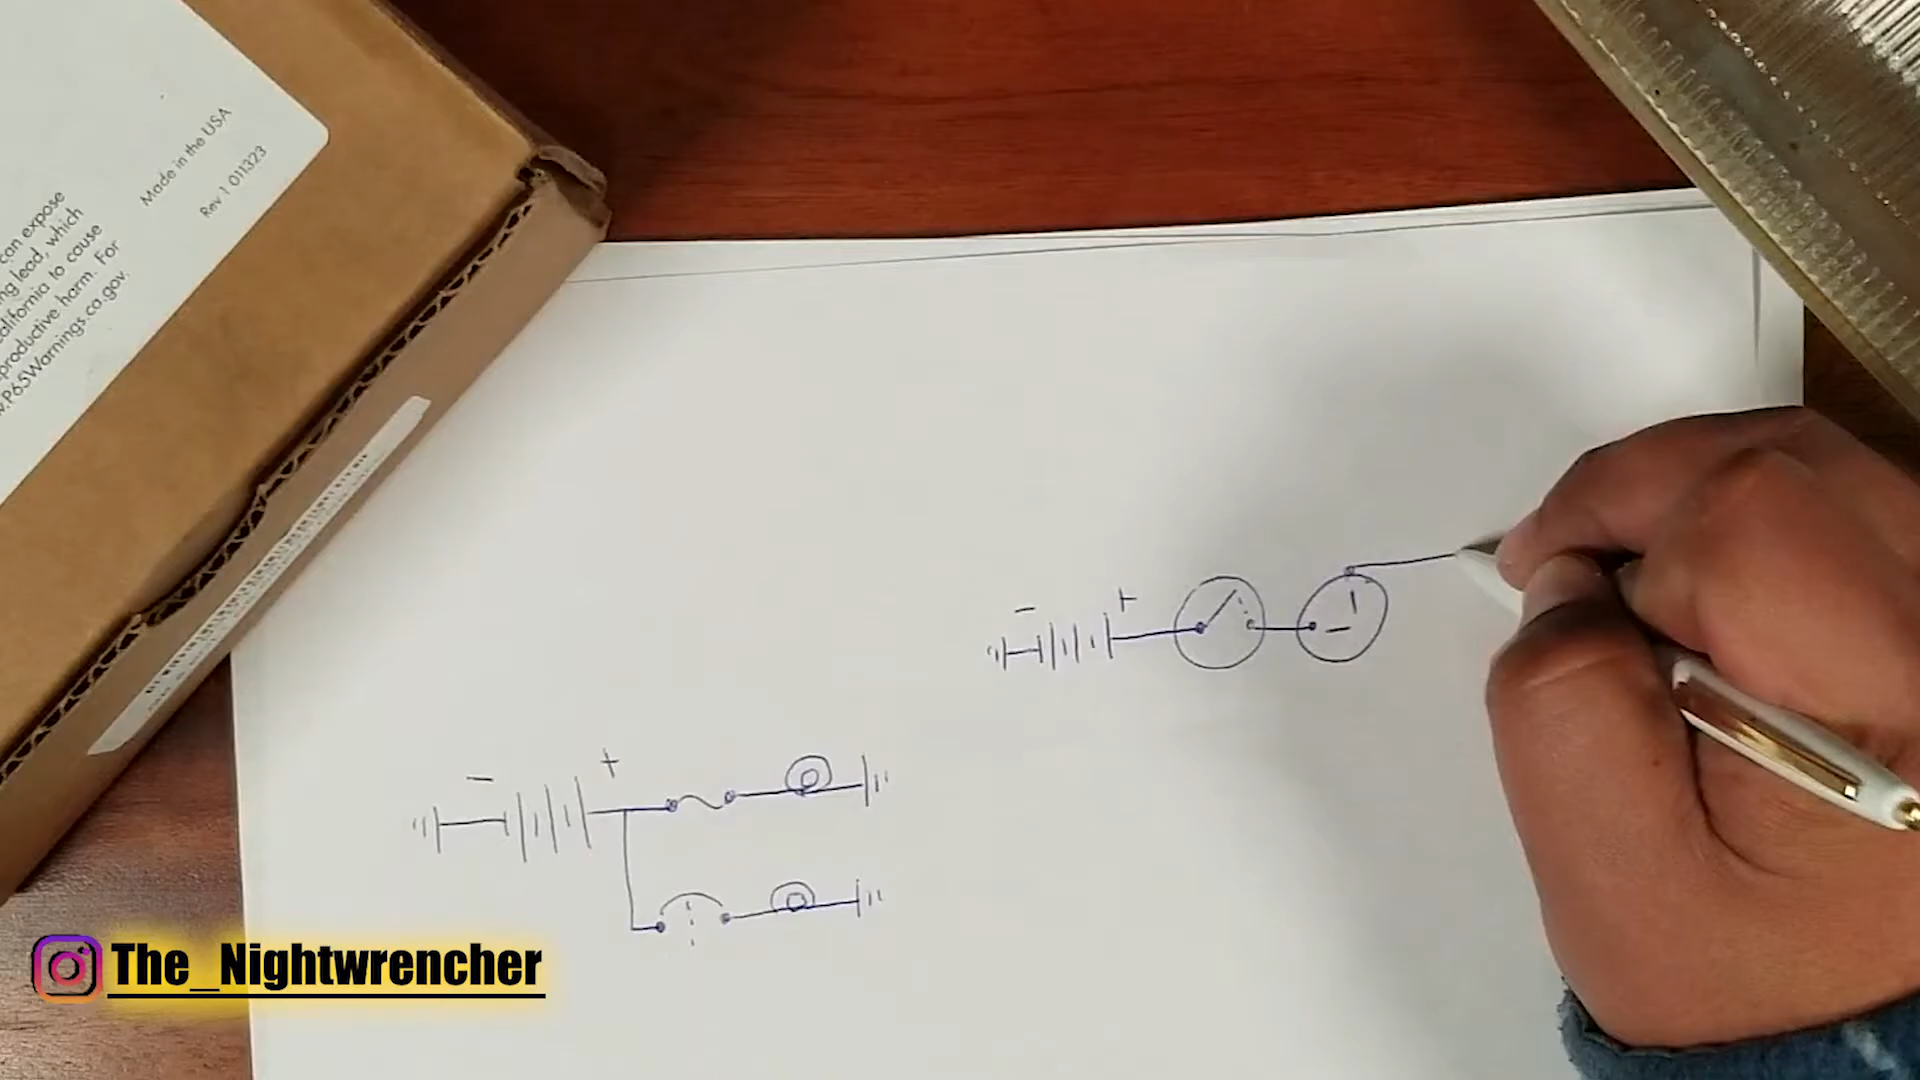 Made in the USA
Rev 1 011323
can expose
ng lead, which
alifornia to cause
productive harm. For
w.P65Warnings.ca.gov.
− +
− +
The_Nightwrencher